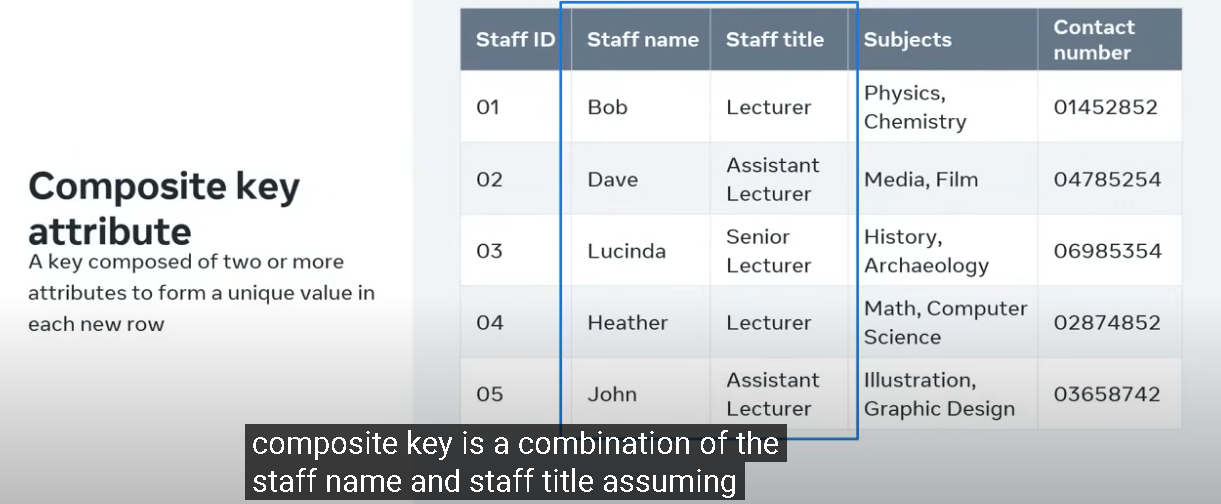 Composite key
attribute
A key composed of two or more
attributes to form a unique value in
each new row
Staff ID Staff name Staff title Subjects Contact number
01 Bob Lecturer Physics, Chemistry 01452852
02 Dave Assistant Lecturer Media, Film 04785254
03 Lucinda Senior Lecturer History, Archaeology 06985354
04 Heather Lecturer Math, Computer Science 02874852
05 John Assistant Lecturer Illustration, Graphic Design 03658742
composite key is a combination of the
staff name and staff title assuming